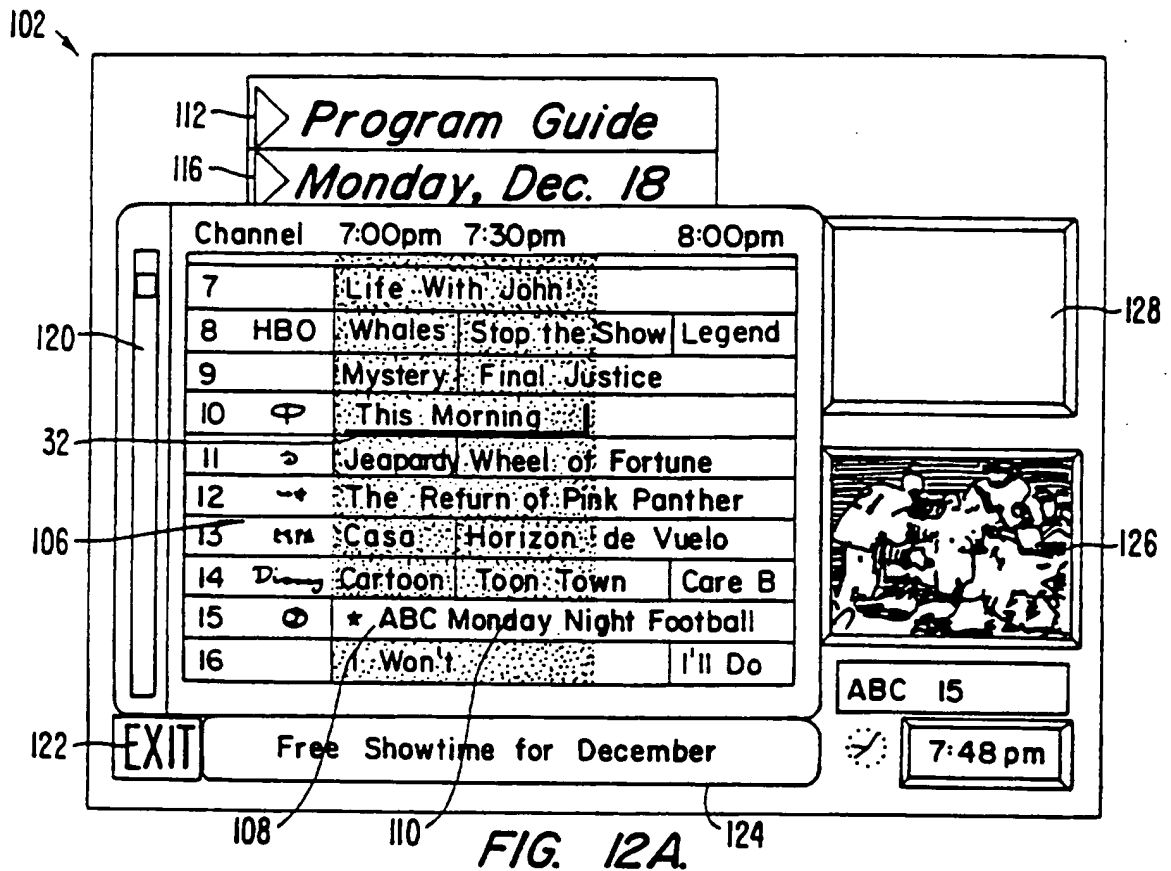 102
112 Program Guide
116 Monday, Dec. 18
Channel 7:00pm 7:30pm 8:00pm
7 Life With John
8 HBO Whales Stop the Show Legend
9 Mystery Final Justice
10 This Morning
32
11 Jeapardy Wheel of Fortune
12 The Return of Pink Panther
13 Casa Horizon de Vuelo
14 Cartoon Toon Town Care B
15 ★ ABC Monday Night Football
16 I Won't I'll Do
120
106
128
126
ABC 15
122 EXIT Free Showtime for December 7:48 pm
108 110 124
FIG. 12A.